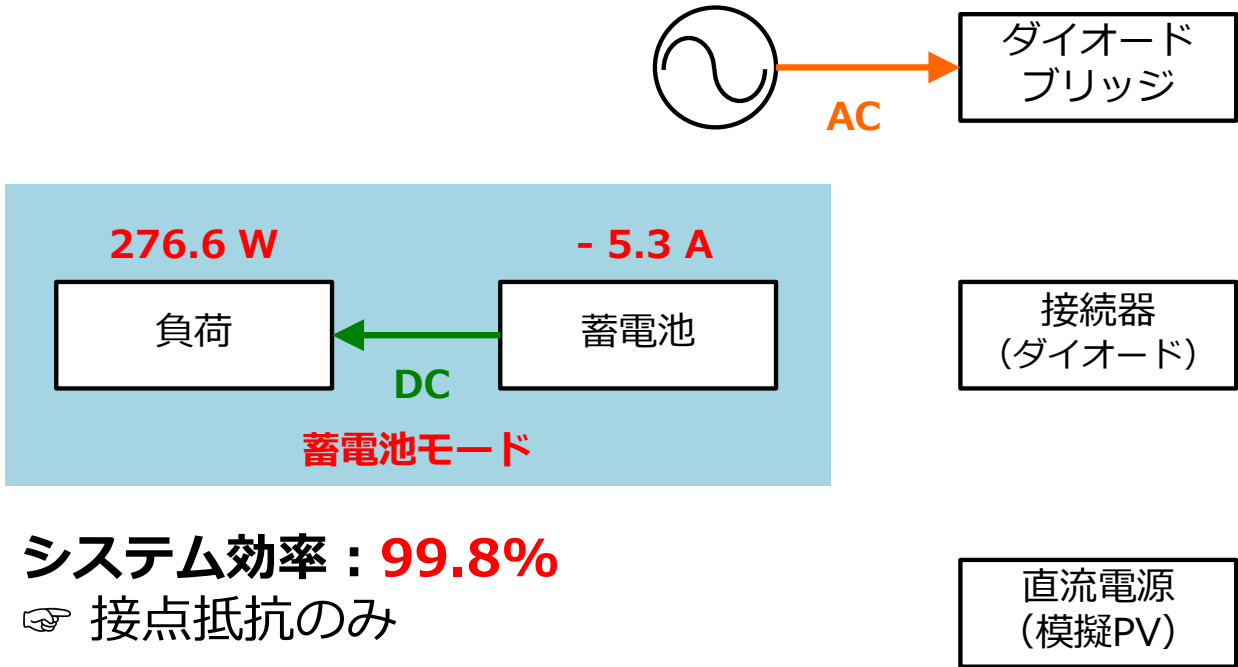 ダイオード
ブリッジ
AC
276.6 W
- 5.3 A
負荷
蓄電池
接続器
（ダイオード）
DC
蓄電池モード
システム効率：99.8%
☞ 接点抵抗のみ
直流電源
（模擬PV）